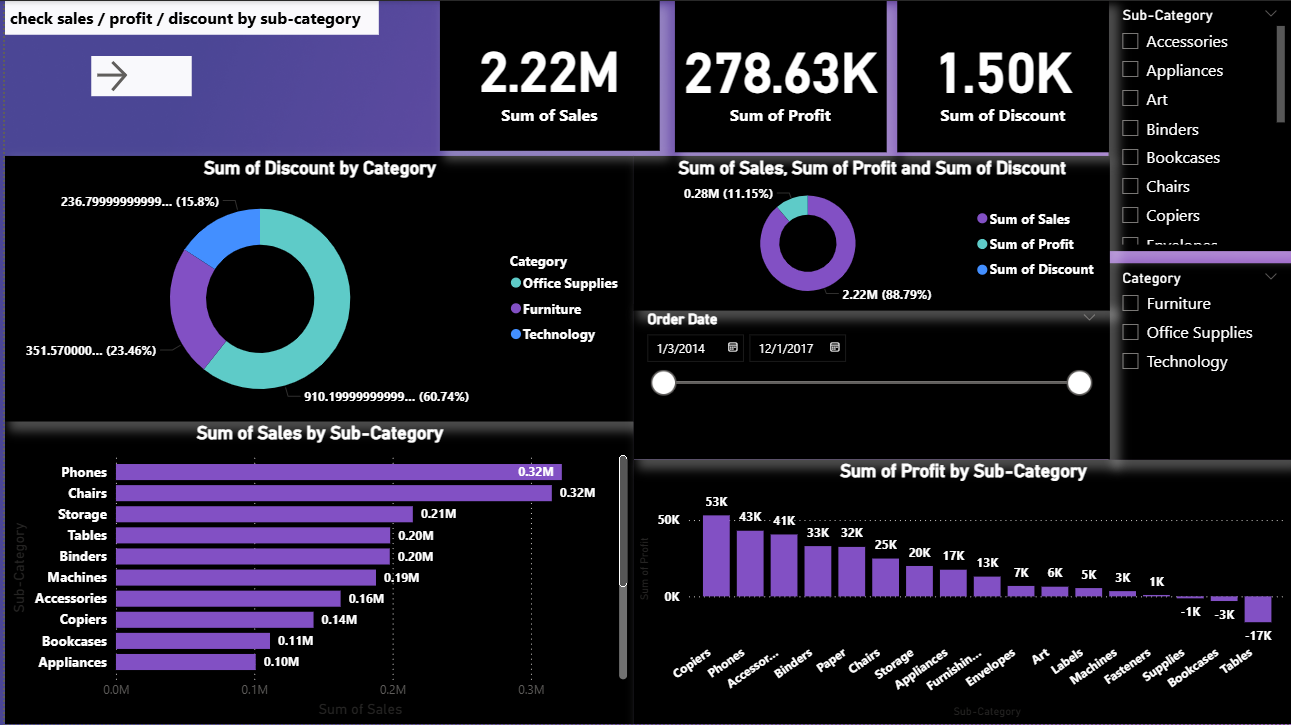 check sales / profit / discount by sub-category
2.22M
Sum of Sales
278.63K
Sum of Profit
1.50K
Sum of Discount
Sub-Category
Accessories
Appliances
Art
Binders
Bookcases
Chairs
Copiers
Envelopes
Category
Furniture
Office Supplies
Technology
Sum of Discount by Category
236.79999999999... (15.8%)
351.570000... (23.46%)
910.19999999999... (60.74%)
Category
Office Supplies
Furniture
Technology
Sum of Sales, Sum of Profit and Sum of Discount
0.28M (11.15%)
2.22M (88.79%)
Sum of Sales
Sum of Profit
Sum of Discount
Order Date
1/3/2014
12/1/2017
Sum of Sales by Sub-Category
Sub-Category
Phones 0.32M
Chairs 0.32M
Storage 0.21M
Tables 0.20M
Binders 0.20M
Machines 0.19M
Accessories 0.16M
Copiers 0.14M
Bookcases 0.11M
Appliances 0.10M
0.0M 0.1M 0.2M 0.3M
Sum of Sales
Sum of Profit by Sub-Category
Sum of Profit
50K
0K
53K 43K 41K 33K 32K 25K 20K 17K 13K 7K 6K 5K 3K 1K -1K -3K -17K
Copiers Phones Accessor... Binders Paper Chairs Storage Appliances Furnishin... Envelopes Art Labels Machines Fasteners Supplies Bookcases Tables
Sub-Category